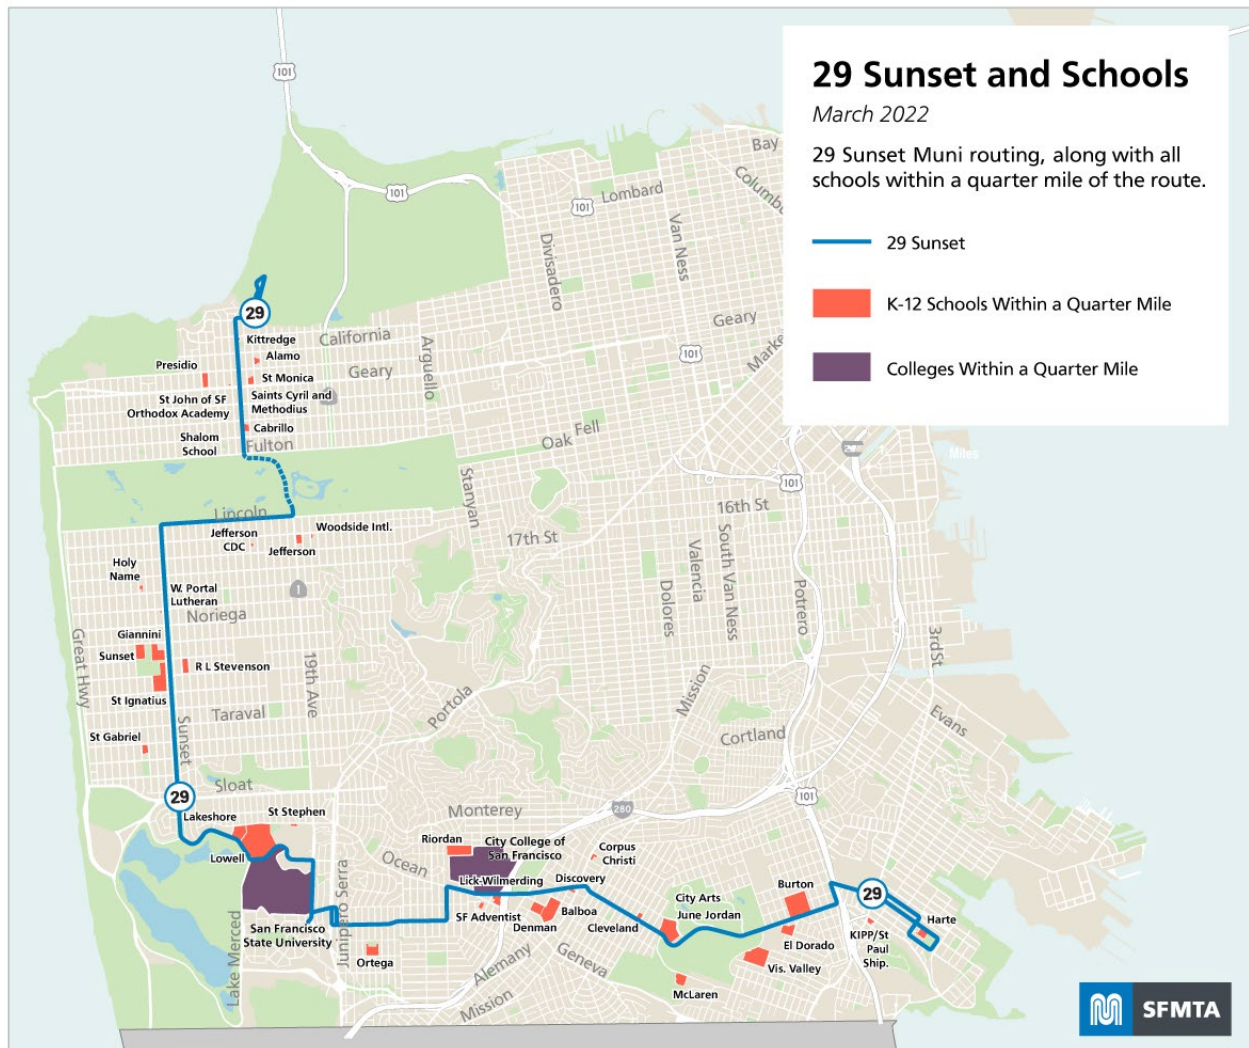 29 Sunset and Schools
March 2022
29 Sunset Muni routing, along with all
schools within a quarter mile of the route.
29 Sunset
K-12 Schools Within a Quarter Mile
Colleges Within a Quarter Mile
101
101
101
101
101
101
Bay
Lombard
Van Ness
Divisadero
Geary
29
Kittredge
California
Alamo
Arguello
Presidio
Geary
St Monica
St John of SF
Orthodox Academy
Saints Cyril and
Methodius
Cabrillo
Shalom
School
Fulton
Oak
Fell
Miles
Stanyan
Lincoln
16th St
17th St
Jefferson
CDC
Jefferson
Woodside Intl.
Holy
Name
W. Portal
Lutheran
1
Noriega
Valencia
South Van Ness
Dolores
Potrero
3rd St
Giannini
Sunset
R L Stevenson
St Ignatius
Great Hwy
19th Ave
Portola
Mission
Taraval
Sunset
Evans
Cortland
St Gabriel
Sloat
29
Monterey
280
Lakeshore
St Stephen
Lowell
Riordan
City College of
San Francisco
Corpus
Christi
Ocean
Lick-Wilmerding
Discovery
Junipero Serra
Burton
29
City Arts
June Jordan
SF Adventist
Balboa
Denman
Cleveland
Harte
San Francisco
State University
Lake Merced
El Dorado
KIPP/St
Paul
Ship.
Ortega
Alemany
Geneva
Vis. Valley
McLaren
Mission
SFMTA